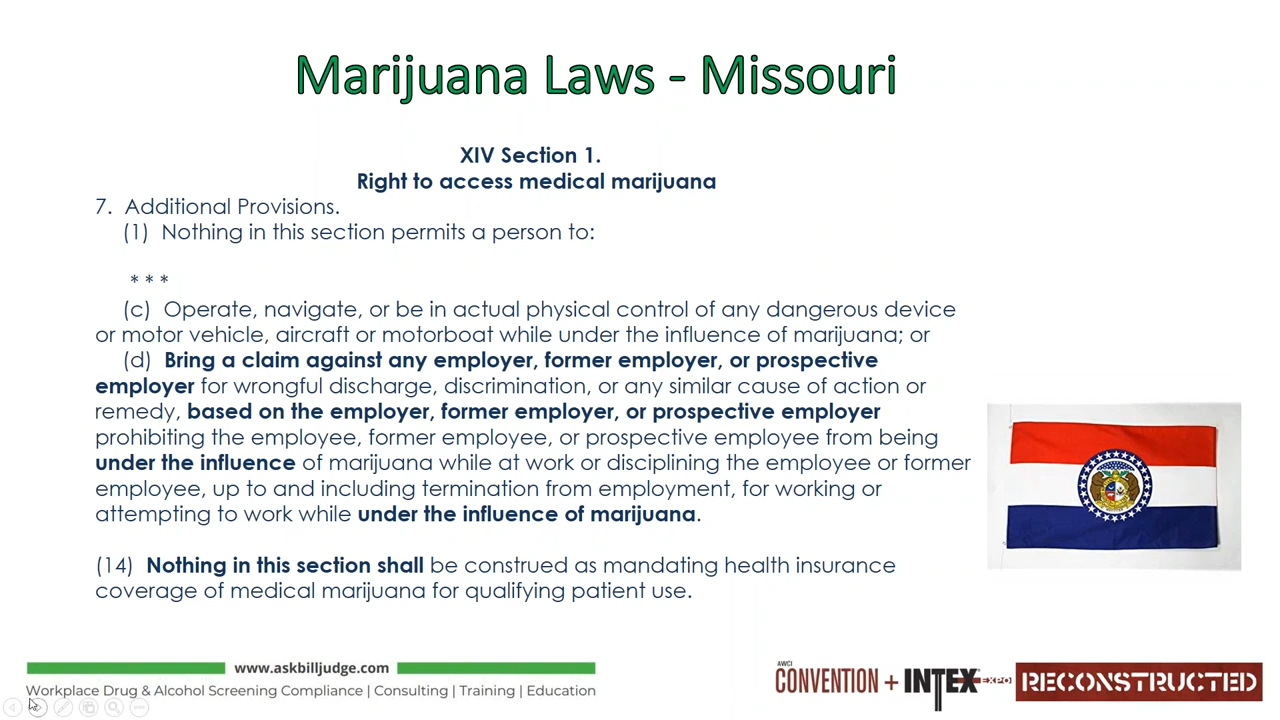 Marijuana Laws - Missouri
XIV Section 1.
Right to access medical marijuana
7. Additional Provisions.
(1) Nothing in this section permits a person to:
* * *
(c) Operate, navigate, or be in actual physical control of any dangerous device
or motor vehicle, aircraft or motorboat while under the influence of marijuana; or
(d) Bring a claim against any employer, former employer, or prospective
employer for wrongful discharge, discrimination, or any similar cause of action or
remedy, based on the employer, former employer, or prospective employer
prohibiting the employee, former employee, or prospective employee from being
under the influence of marijuana while at work or disciplining the employee or former
employee, up to and including termination from employment, for working or
attempting to work while under the influence of marijuana.
(14) Nothing in this section shall be construed as mandating health insurance
coverage of medical marijuana for qualifying patient use.
www.askbilljudge.com
Workplace Drug & Alcohol Screening Compliance | Consulting | Training | Education
AWCI
CONVENTION + INTEX EXPO RECONSTRUCTED